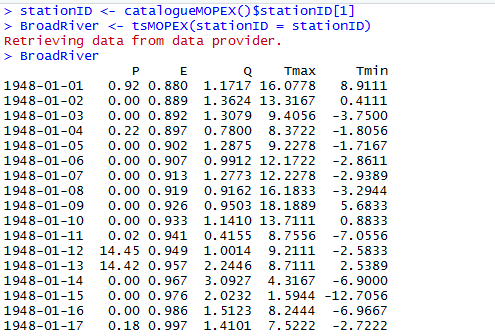 > stationID <- catalogueMOPEX()$stationID[1]
> BroadRiver <- tsMOPEX(stationID = stationID)
Retrieving data from data provider.
> BroadRiver
P E Q Tmax Tmin
1948-01-01 0.92 0.880 1.1717 16.0778 8.9111
1948-01-02 0.00 0.889 1.3624 13.3167 0.4111
1948-01-03 0.00 0.892 1.3079 9.4056 -3.7500
1948-01-04 0.22 0.897 0.7800 8.3722 -1.8056
1948-01-05 0.00 0.902 1.2875 9.2278 -1.7167
1948-01-06 0.00 0.907 0.9912 12.1722 -2.8611
1948-01-07 0.00 0.913 1.2773 12.2278 -2.9389
1948-01-08 0.00 0.919 0.9162 16.1833 -3.2944
1948-01-09 0.00 0.926 0.9503 18.1889 5.6833
1948-01-10 0.00 0.933 1.1410 13.7111 0.8833
1948-01-11 0.02 0.941 0.4155 8.7556 -7.0556
1948-01-12 14.45 0.949 1.0014 9.2111 -2.5833
1948-01-13 14.42 0.957 2.2446 8.7111 2.5389
1948-01-14 0.00 0.967 3.0927 4.3167 -6.9000
1948-01-15 0.00 0.976 2.0232 1.5944 -12.7056
1948-01-16 0.00 0.986 1.5123 8.2444 -6.9667
1948-01-17 0.18 0.997 1.4101 7.5222 -2.7222